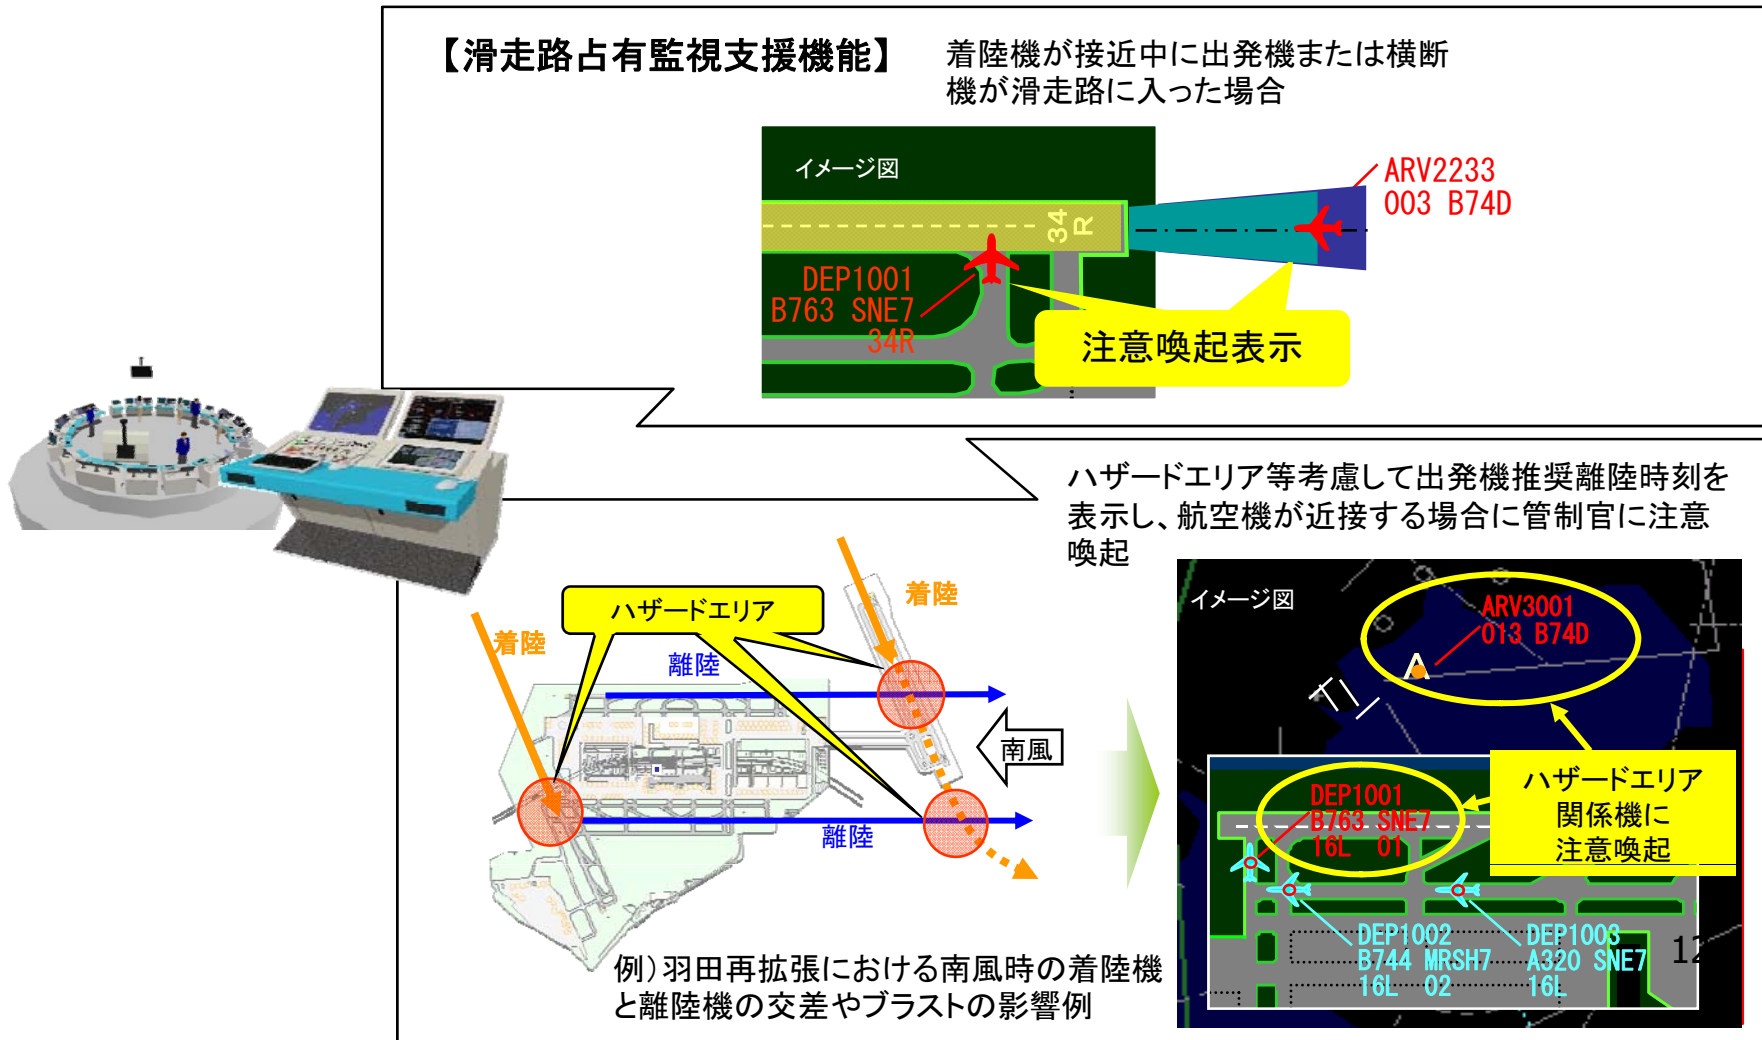 【滑走路占有監視支援機能】
着陸機が接近中に出発機または横断
機が滑走路に入った場合
イメージ図
34
R
ARV2233
003 B74D
DEP1001
B763 SNE7
34R
注意喚起表示
ハザードエリア等考慮して出発機推奨離陸時刻を
表示し、航空機が近接する場合に管制官に注意
喚起
着陸
ハザードエリア
着陸
離陸
南風
離陸
例)羽田再拡張における南風時の着陸機
と離陸機の交差やブラストの影響例
イメージ図
ARV3001
013 B74D
ハザードエリア
関係機に
注意喚起
DEP1001
B763 SNE7
16L 01
DEP1002
B744 MRSH7
16L 02
DEP1003
A320 SNE7
16L
12